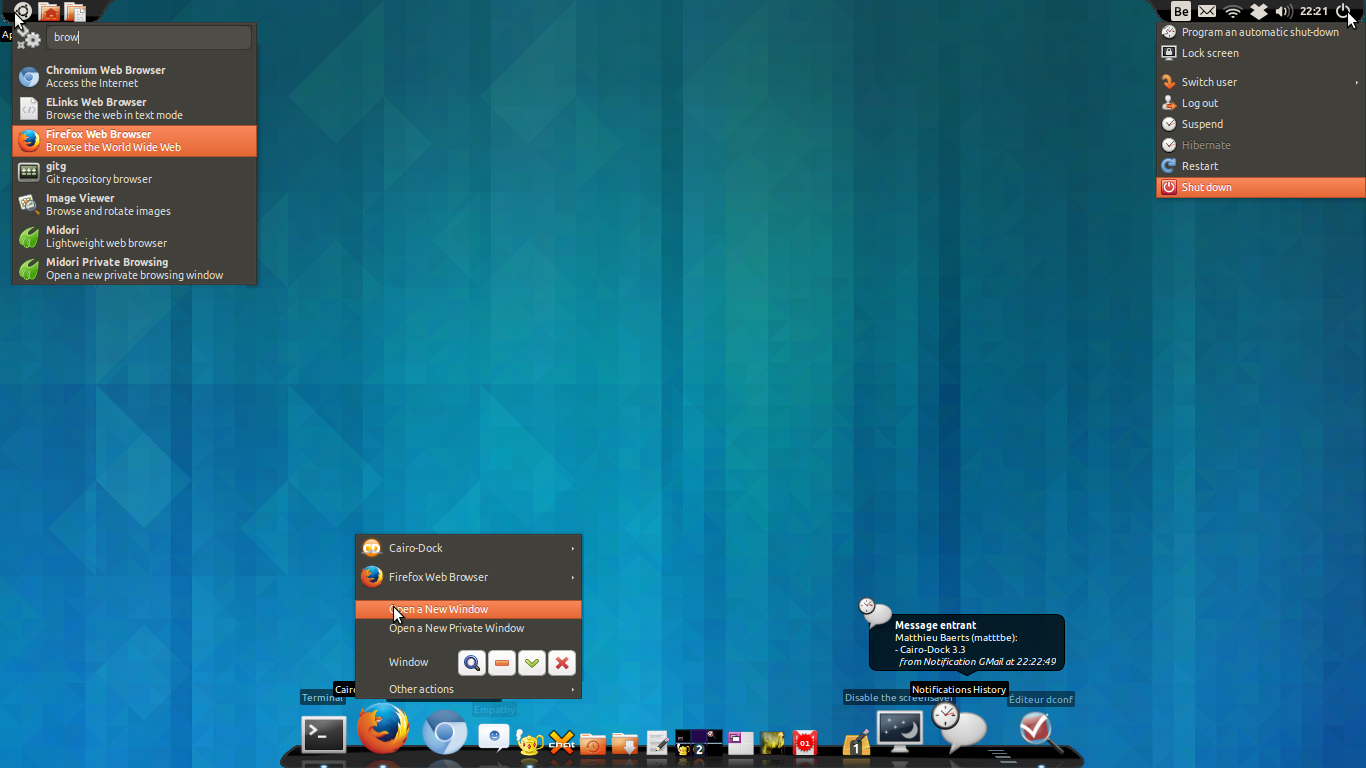 Be
22:21
Ap
brow
Chromium Web Browser
Access the Internet
ELinks Web Browser
Browse the web in text mode
Firefox Web Browser
Browse the World Wide Web
gitg
Git repository browser
Image Viewer
Browse and rotate images
Midori
Lightweight web browser
Midori Private Browsing
Open a new private browsing window
Program an automatic shut-down
Lock screen
Switch user
Log out
Suspend
Hibernate
Restart
Shut down
Cairo-Dock
Firefox Web Browser
Open a New Window
Open a New Private Window
Window
Other actions
Message entrant
Matthieu Baerts (matttbe):
- Cairo-Dock 3.3
from Notification GMail at 22:22:49
Terminal
Cairo
Empathy
Disable the screensaver
Notifications History
Éditeur dconf
2
01
1